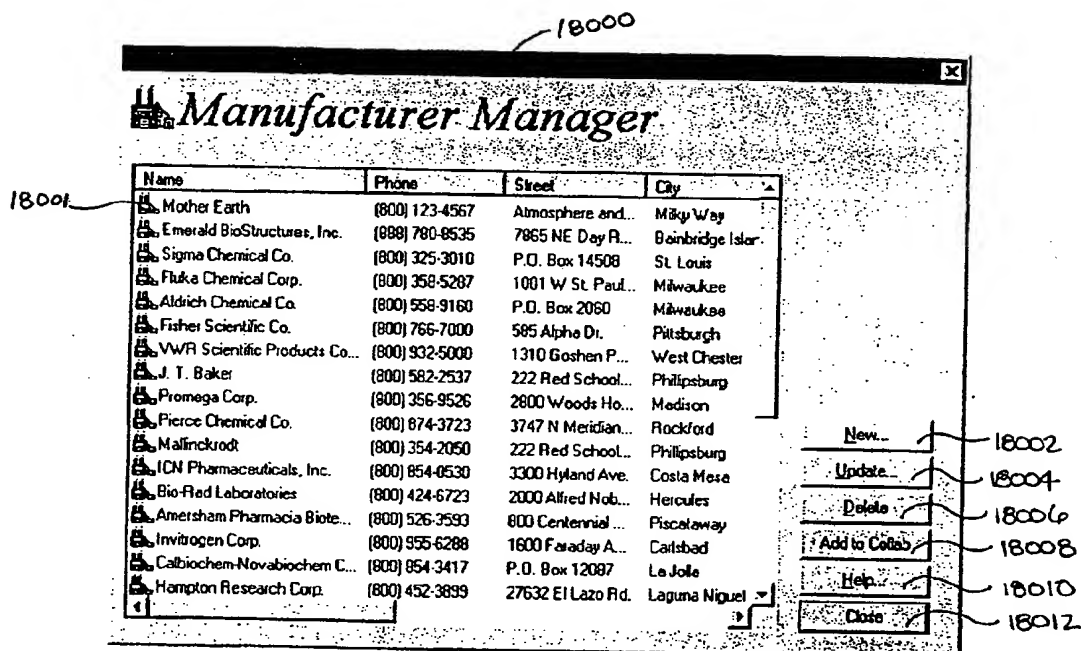 18000
Manufacturer Manager
Name Phone Street City
18001
Mother Earth (800) 123-4567 Atmosphere and... Milky Way
Emerald BioStructures, Inc. (888) 780-8535 7865 NE Day R... Bainbridge Islar
Sigma Chemical Co. (800) 325-3010 P.O. Box 14508 St. Louis
Fluka Chemical Corp. (800) 358-5287 1001 W St. Paul... Milwaukee
Aldrich Chemical Co. (800) 558-9160 P.O. Box 2060 Milwaukee
Fisher Scientific Co. (800) 766-7000 585 Alpha Dr. Pittsburgh
VWR Scientific Products Co... (800) 932-5000 1310 Goshen P... West Chester
J. T. Baker (800) 582-2537 222 Red School... Phillipsburg
Promega Corp. (800) 356-9526 2800 Woods Ho... Madison
Pierce Chemical Co. (800) 874-3723 3747 N Meridian... Rockford
Mallinckrodt (800) 354-2050 222 Red School... Phillipsburg
ICN Pharmaceuticals, Inc. (800) 854-0530 3300 Hyland Ave. Costa Mesa
Bio-Rad Laboratories (800) 424-6723 2000 Alfred Nob... Hercules
Amersham Pharmacia Biote... (800) 526-3593 800 Centennial ... Piscataway
Invitrogen Corp. (800) 955-6288 1600 Faraday A... Carlsbad
Calbiochem-Novabiochem C... (800) 854-3417 P.O. Box 12087 La Jolla
Hampton Research Corp. (800) 452-3899 27632 El Lazo Rd. Laguna Niguel
New... 18002
Update... 18004
Delete 18006
Add to Collab. 18008
Help... 18010
Close 18012